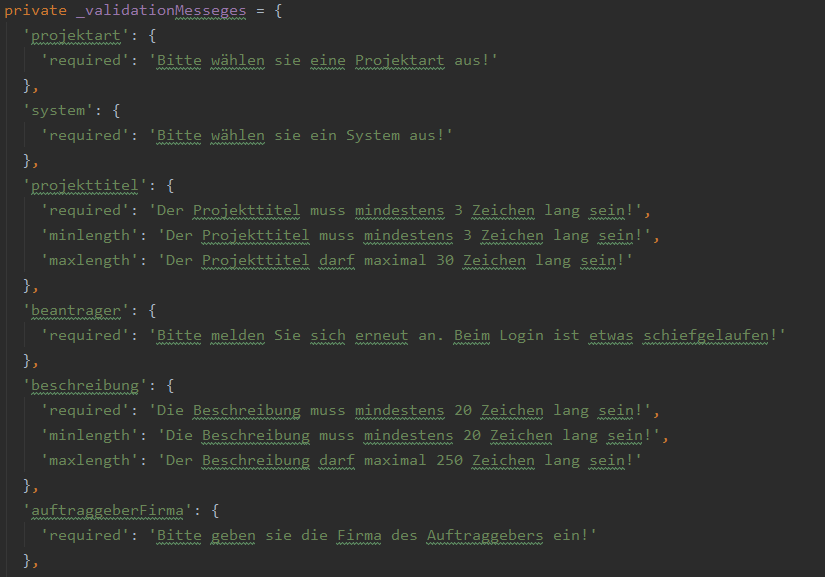 private _validationMesseges = {
'projektart': {
'required': 'Bitte wählen sie eine Projektart aus!'
},
'system': {
'required': 'Bitte wählen sie ein System aus!'
},
'projekttitel': {
'required': 'Der Projekttitel muss mindestens 3 Zeichen lang sein!',
'minlength': 'Der Projekttitel muss mindestens 3 Zeichen lang sein!',
'maxlength': 'Der Projekttitel darf maximal 30 Zeichen lang sein!'
},
'beantrager': {
'required': 'Bitte melden Sie sich erneut an. Beim Login ist etwas schiefgelaufen!'
},
'beschreibung': {
'required': 'Die Beschreibung muss mindestens 20 Zeichen lang sein!',
'minlength': 'Die Beschreibung muss mindestens 20 Zeichen lang sein!',
'maxlength': 'Der Beschreibung darf maximal 250 Zeichen lang sein!'
},
'auftraggeberFirma': {
'required': 'Bitte geben sie die Firma des Auftraggebers ein!'
},